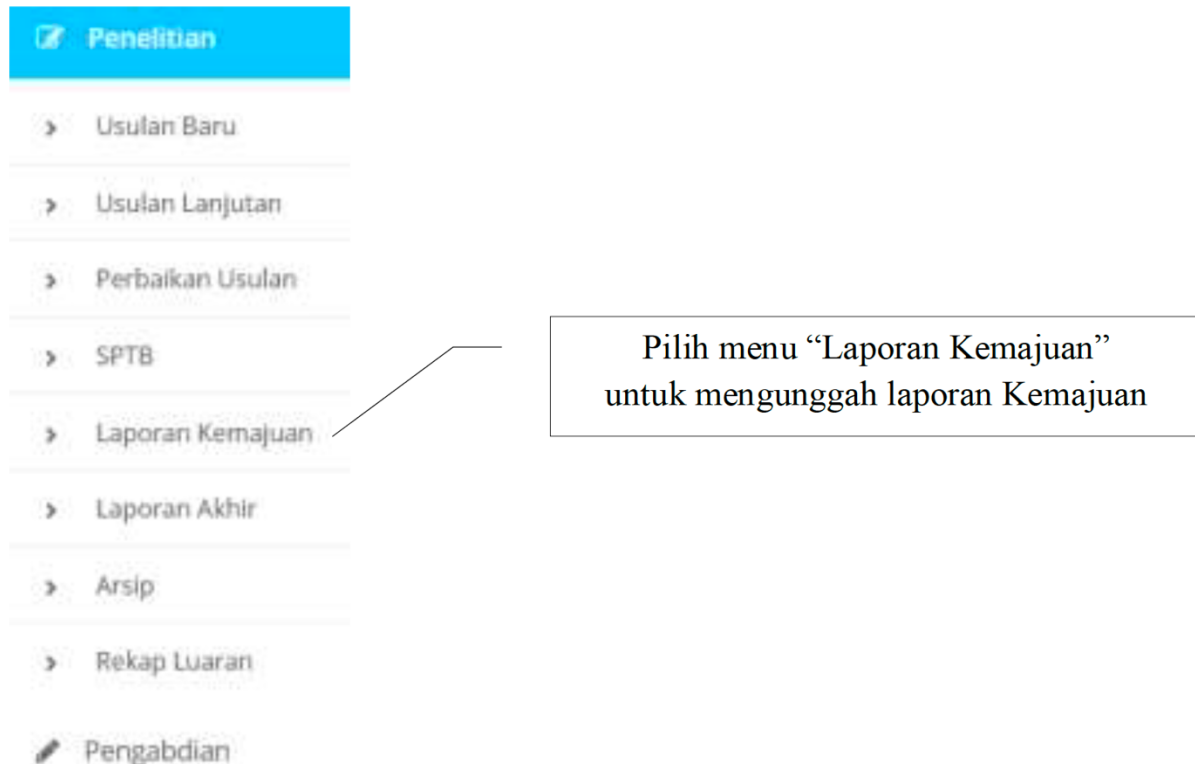 Penelitian
Usulan Baru
Usulan Lanjutan
Perbaikan Usulan
SPTB
Pilih menu “Laporan Kemajuan”
untuk mengunggah laporan Kemajuan
Laporan Kemajuan
Laporan Akhir
Arsip
Rekap Luaran
Pengabdian